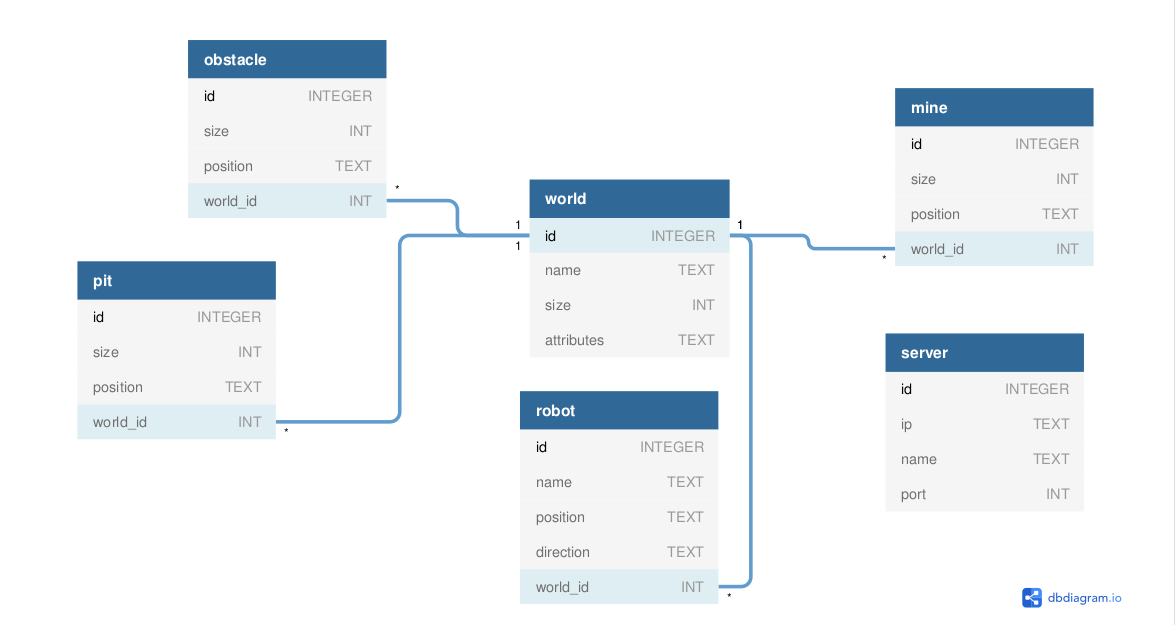 obstacle
id INTEGER
size INT
position TEXT
world_id INT
*
mine
id INTEGER
size INT
position TEXT
world_id INT
*
world
1
1
1
id INTEGER
name TEXT
size INT
attributes TEXT
pit
id INTEGER
size INT
position TEXT
world_id INT
*
server
id INTEGER
ip TEXT
name TEXT
port INT
robot
id INTEGER
name TEXT
position TEXT
direction TEXT
world_id INT
*
dbdiagram.io